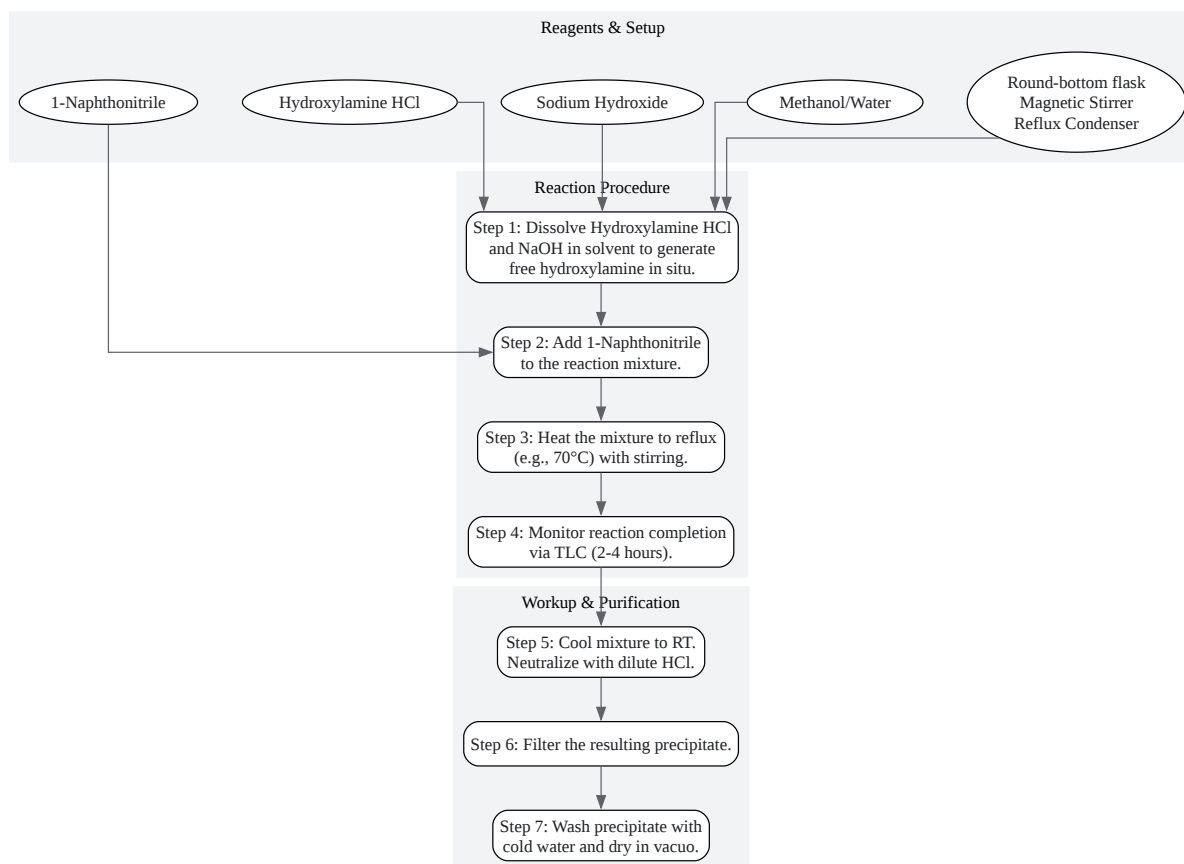 Reagents & Setup
1-Naphthonitrile
Hydroxylamine HCl
Sodium Hydroxide
Methanol/Water
Round-bottom flask
Magnetic Stirrer
Reflux Condenser
Reaction Procedure
Step 1: Dissolve Hydroxylamine HCl
and NaOH in solvent to generate
free hydroxylamine in situ.
Step 2: Add 1-Naphthonitrile
to the reaction mixture.
Step 3: Heat the mixture to reflux
(e.g., 70°C) with stirring.
Step 4: Monitor reaction completion
via TLC (2-4 hours).
Workup & Purification
Step 5: Cool mixture to RT.
Neutralize with dilute HCl.
Step 6: Filter the resulting precipitate.
Step 7: Wash precipitate with
cold water and dry in vacuo.